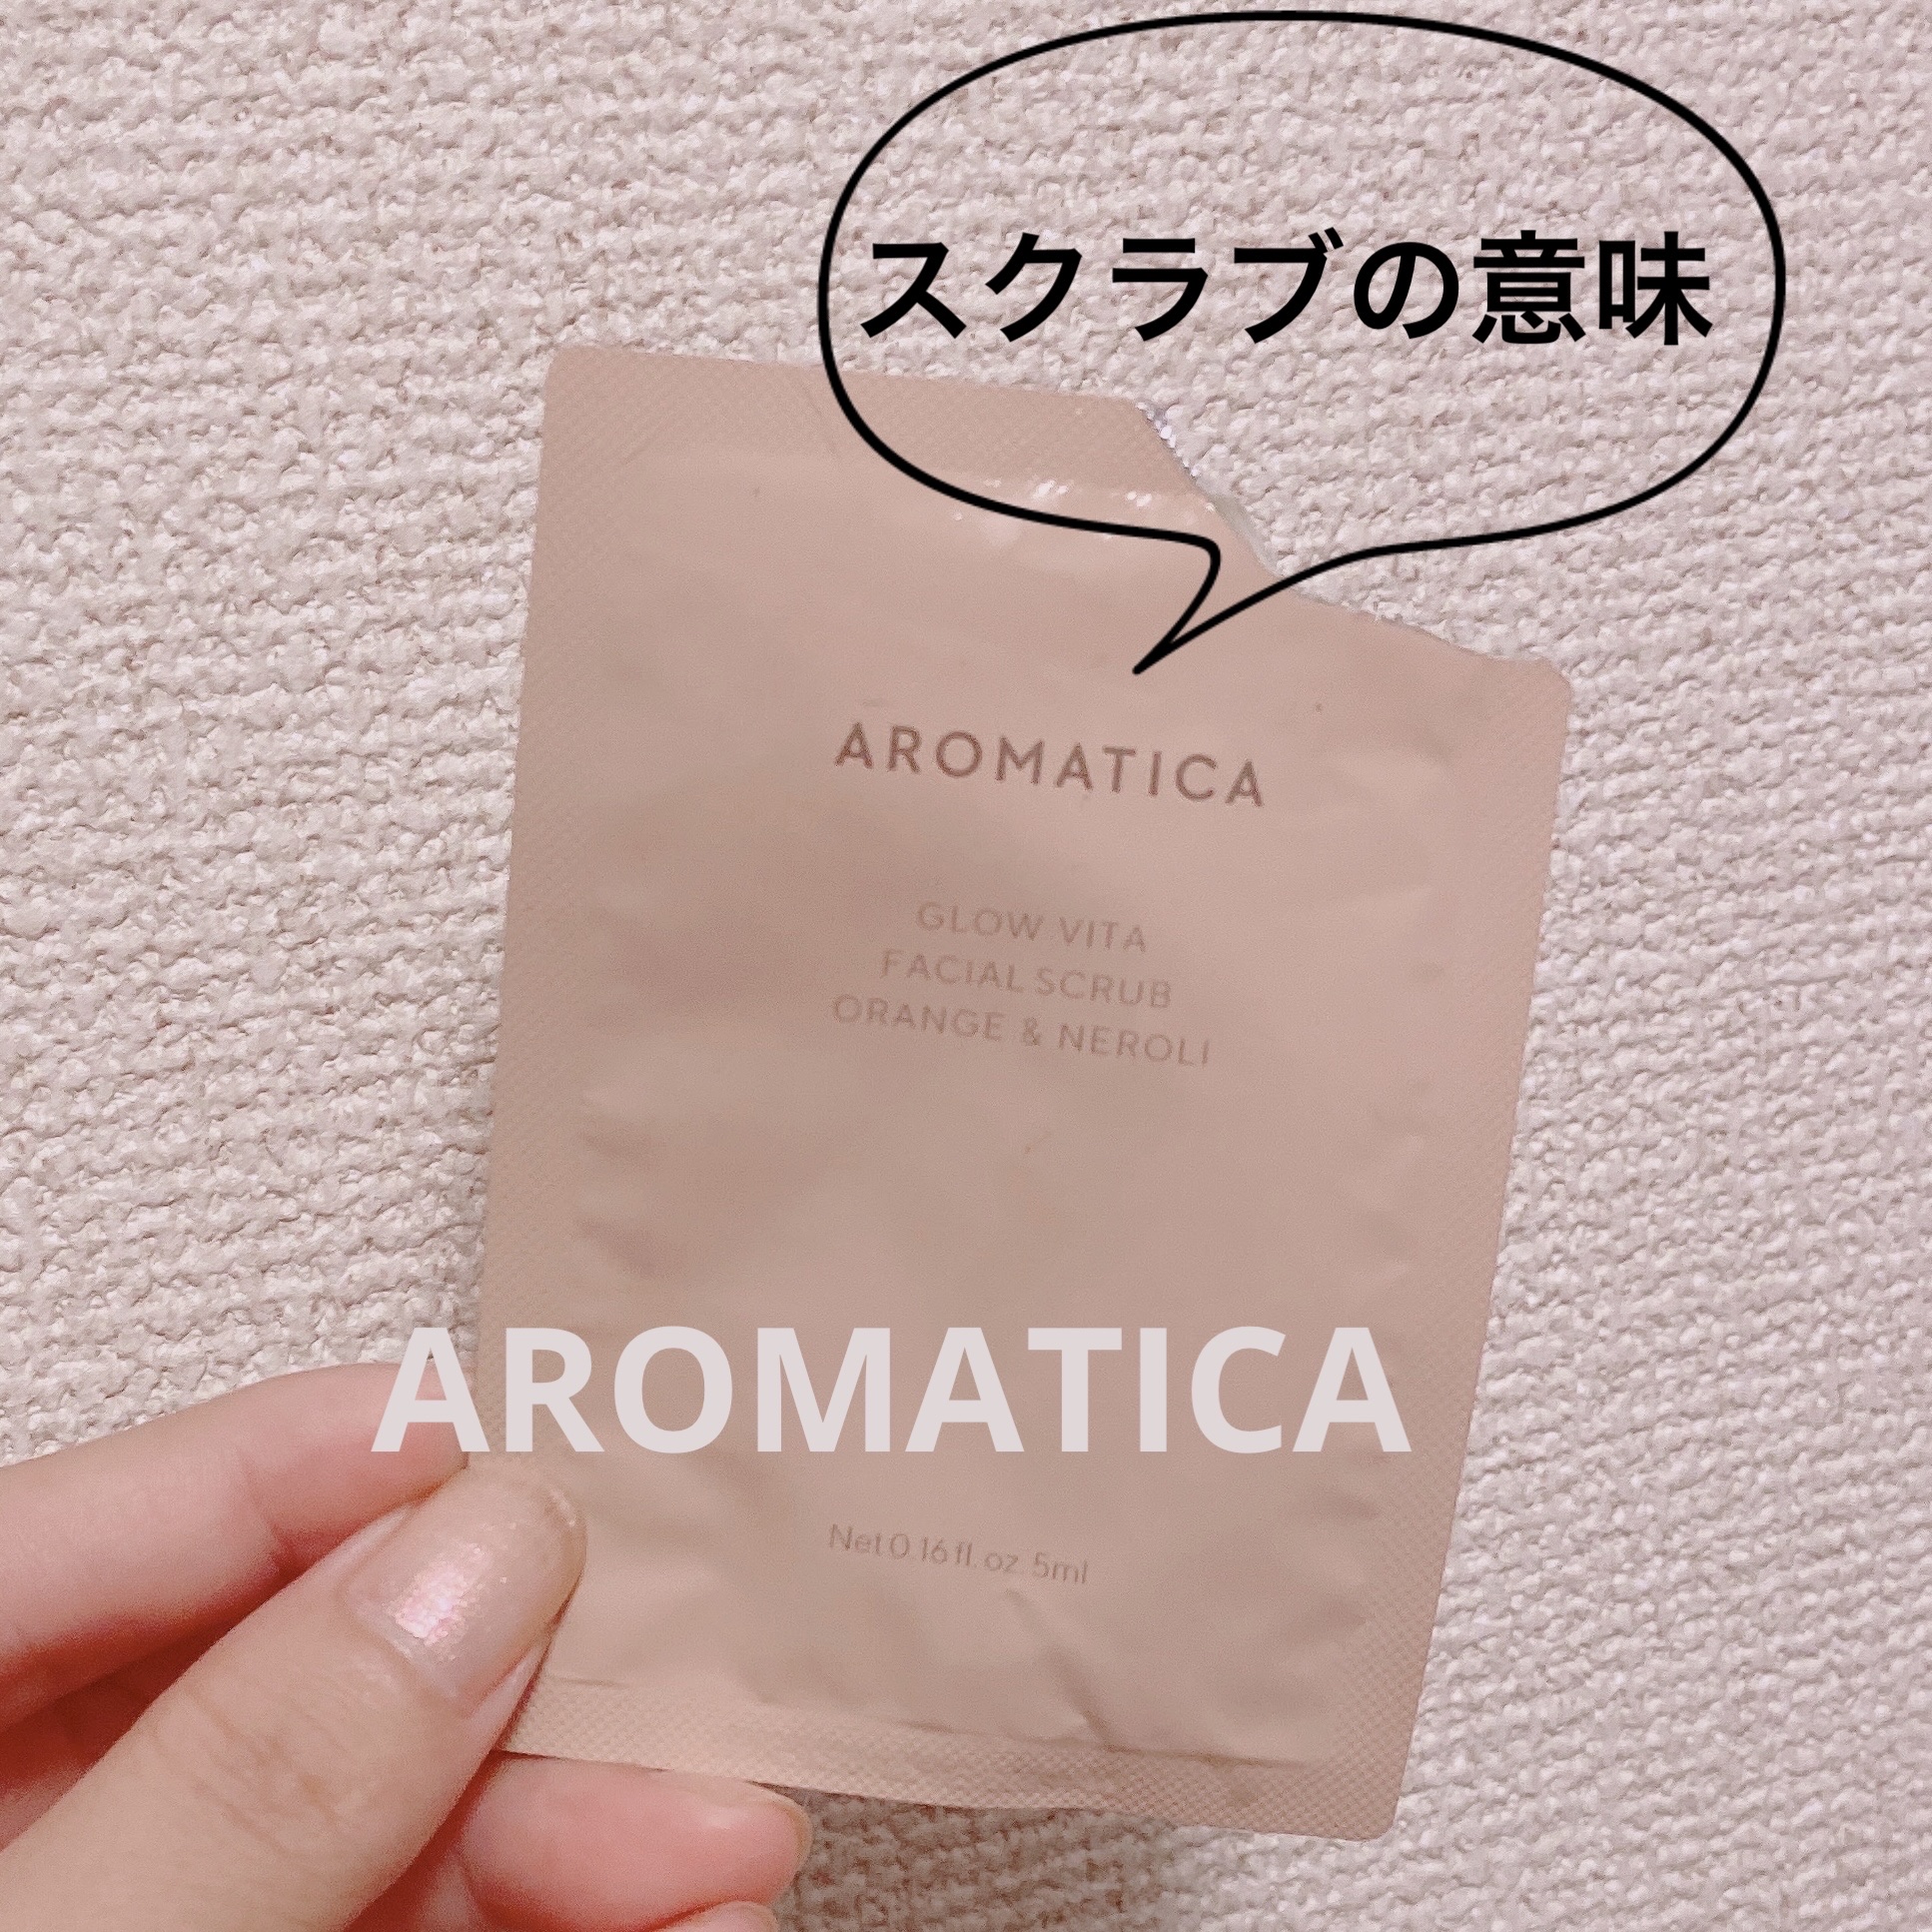 スクラブの意味
AROMATICA
GLOW VITA
FACIAL SCRUB
ORANGE & NEROLI
AROMATICA
Net 0.16 fl. oz. 5ml